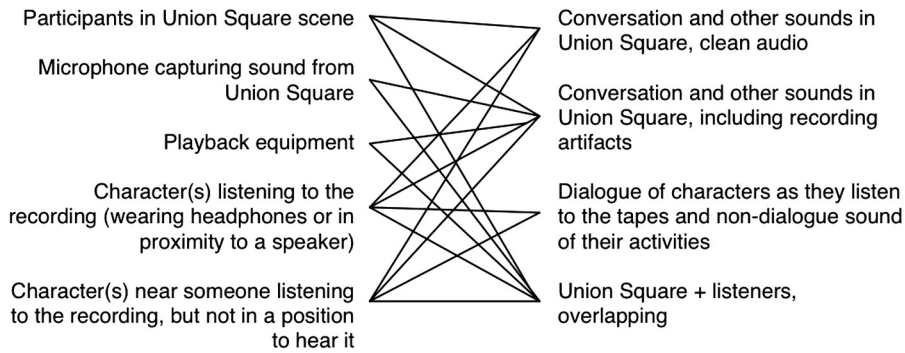 Participants in Union Square scene
Microphone capturing sound from
Union Square
Playback equipment
Character(s) listening to the
recording (wearing headphones or in
proximity to a speaker)
Character(s) near someone listening
to the recording, but not in a position
to hear it
Conversation and other sounds in
Union Square, clean audio
Conversation and other sounds in
Union Square, including recording
artifacts
Dialogue of characters as they listen
to the tapes and non-dialogue sound
of their activities
Union Square + listeners,
overlapping